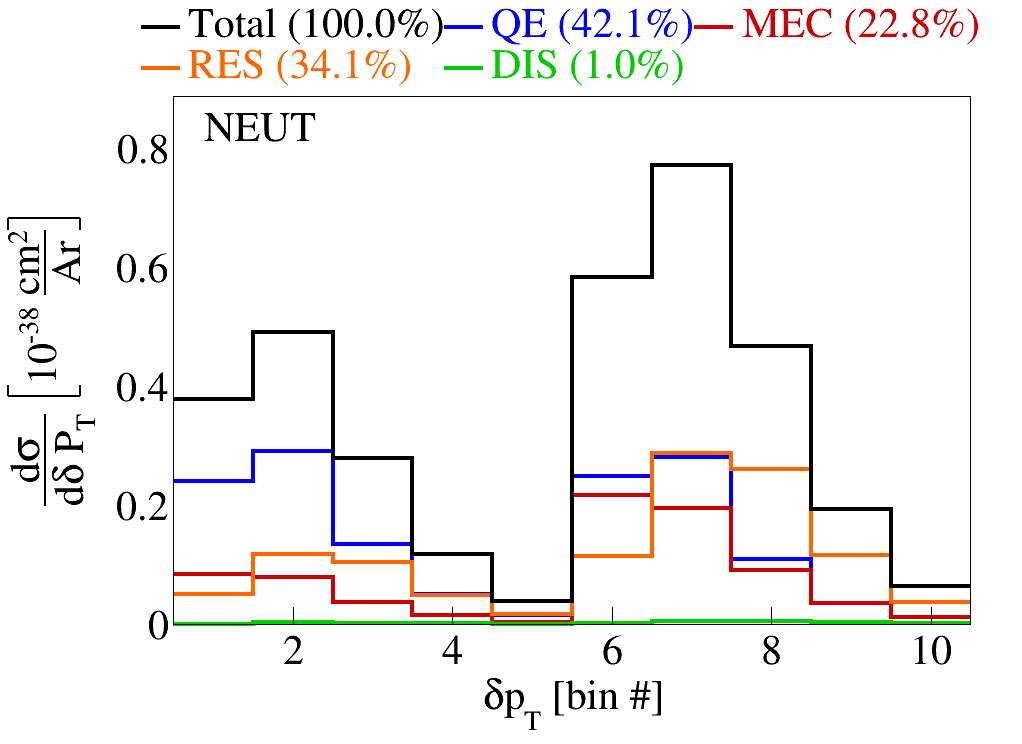 Total (100.0%) QE (42.1%) MEC (22.8%)
RES (34.1%) DIS (1.0%)
NEUT
0.8
0.6
0.4
0.2
0
dσ/dδ P_T [10^-38 cm^2/Ar]
2 4 6 8 10
δp_T [bin #]